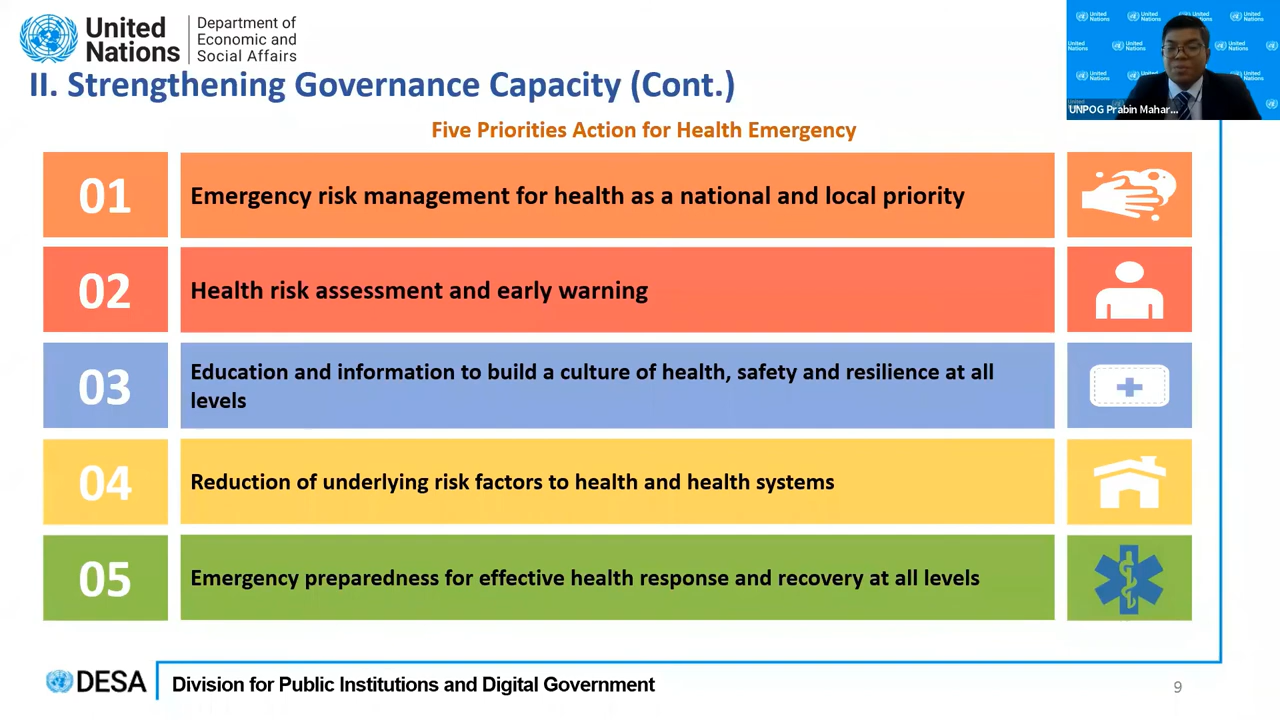 United
Nations
Department of
Economic and
Social Affairs
II. Strengthening Governance Capacity (Cont.)
UNPOG Prabin Mahar...
Five Priorities Action for Health Emergency
01
Emergency risk management for health as a national and local priority
02
Health risk assessment and early warning
03
Education and information to build a culture of health, safety and resilience at all
levels
04
Reduction of underlying risk factors to health and health systems
05
Emergency preparedness for effective health response and recovery at all levels
DESA
Division for Public Institutions and Digital Government
9